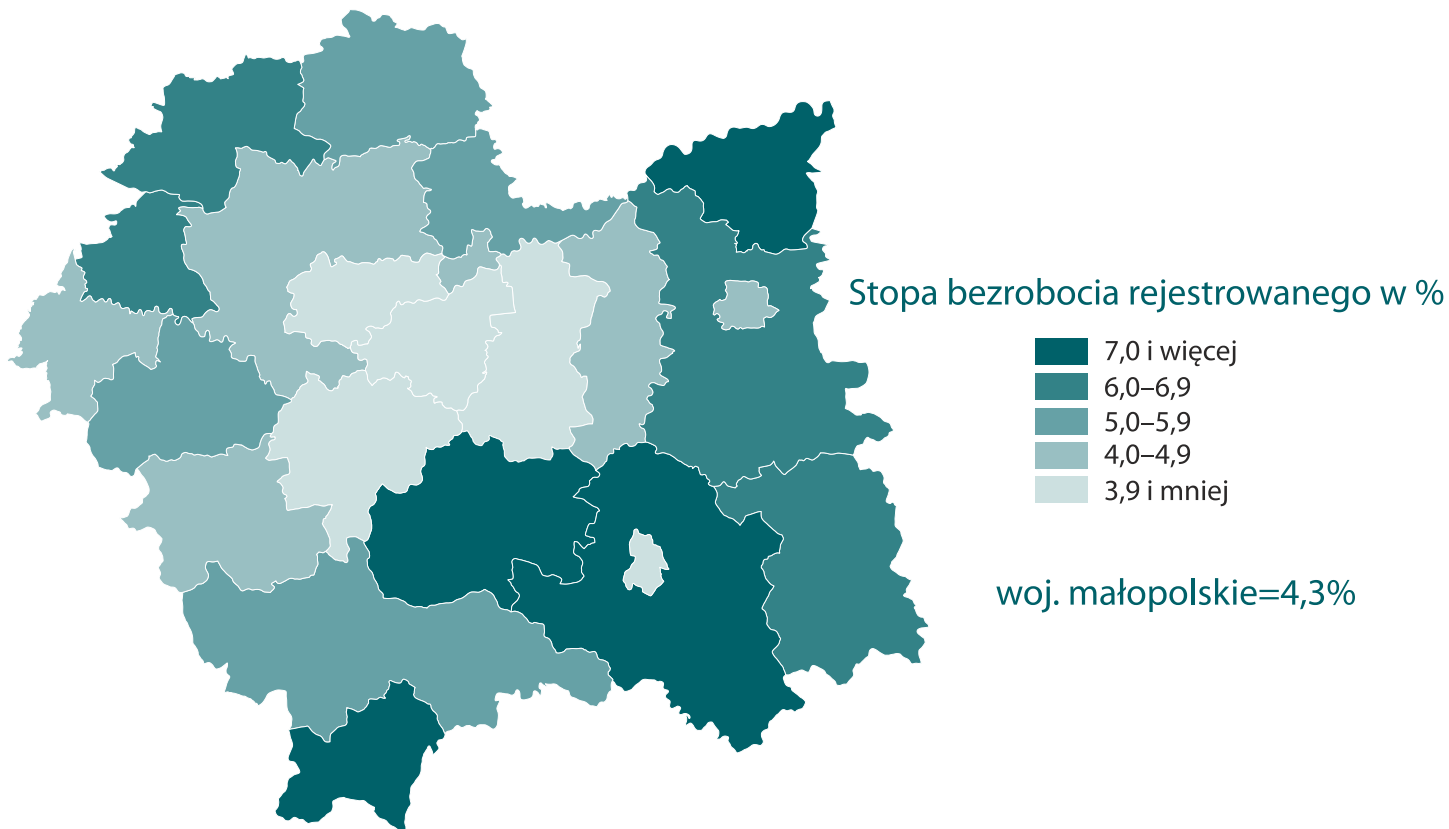 Stopa bezrobocia rejestrowanego w %
7,0 i więcej
6,0–6,9
5,0–5,9
4,0–4,9
3,9 i mniej
woj. małopolskie=4,3%